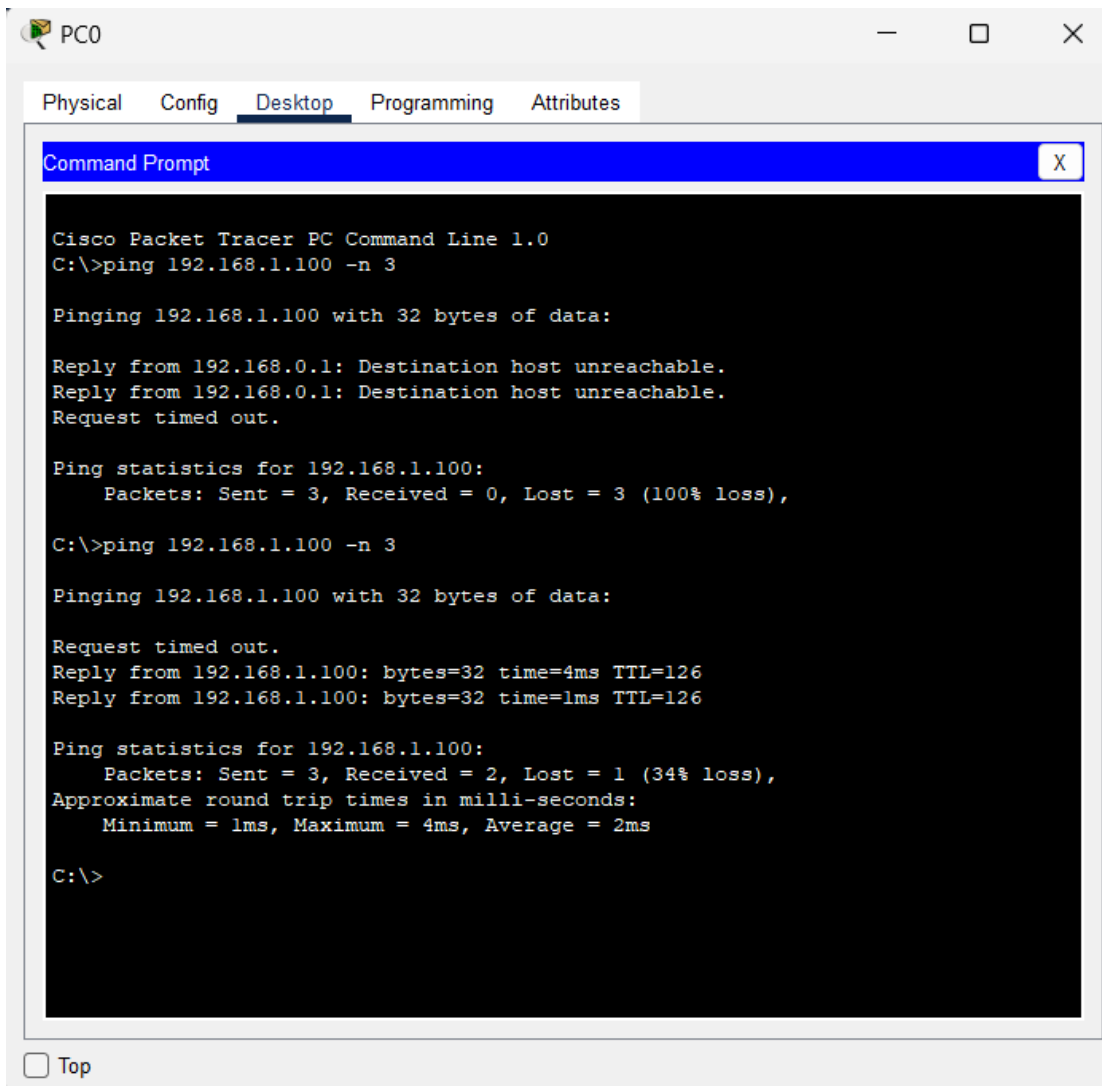 PC0
Physical Config Desktop Programming Attributes
Command Prompt X
Cisco Packet Tracer PC Command Line 1.0
C:\>ping 192.168.1.100 -n 3
Pinging 192.168.1.100 with 32 bytes of data:
Reply from 192.168.0.1: Destination host unreachable.
Reply from 192.168.0.1: Destination host unreachable.
Request timed out.
Ping statistics for 192.168.1.100:
    Packets: Sent = 3, Received = 0, Lost = 3 (100% loss),
C:\>ping 192.168.1.100 -n 3
Pinging 192.168.1.100 with 32 bytes of data:
Request timed out.
Reply from 192.168.1.100: bytes=32 time=4ms TTL=126
Reply from 192.168.1.100: bytes=32 time=1ms TTL=126
Ping statistics for 192.168.1.100:
    Packets: Sent = 3, Received = 2, Lost = 1 (34% loss),
Approximate round trip times in milli-seconds:
    Minimum = 1ms, Maximum = 4ms, Average = 2ms
C:\>
Top